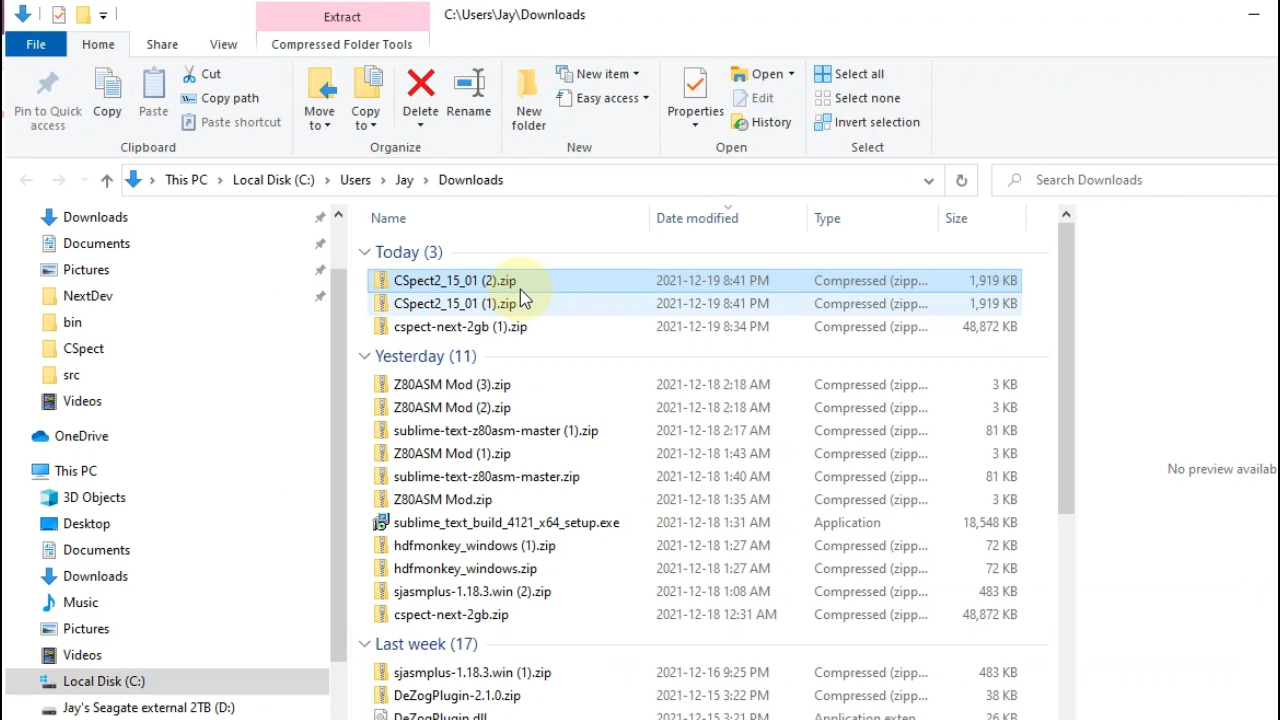 Extract
C:\Users\Jay\Downloads
File
Home
Share
View
Compressed Folder Tools
Pin to Quick access
Copy
Paste
Cut
Copy path
Paste shortcut
Clipboard
Move to
Copy to
Delete
Rename
Organize
New folder
New item
Easy access
New
Properties
Open
Edit
History
Open
Select all
Select none
Invert selection
Select
This PC
Local Disk (C:)
Users
Jay
Downloads
Search Downloads
Downloads
Documents
Pictures
NextDev
bin
CSpect
src
Videos
OneDrive
This PC
3D Objects
Desktop
Documents
Downloads
Music
Pictures
Videos
Local Disk (C:)
Jay's Seagate external 2TB (D:)
Name Date modified Type Size
Today (3)
CSpect2_15_01 (2).zip 2021-12-19 8:41 PM Compressed (zipp... 1,919 KB
CSpect2_15_01 (1).zip 2021-12-19 8:41 PM Compressed (zipp... 1,919 KB
cspect-next-2gb (1).zip 2021-12-19 8:34 PM Compressed (zipp... 48,872 KB
Yesterday (11)
Z80ASM Mod (3).zip 2021-12-18 2:18 AM Compressed (zipp... 3 KB
Z80ASM Mod (2).zip 2021-12-18 2:18 AM Compressed (zipp... 3 KB
sublime-text-z80asm-master (1).zip 2021-12-18 2:17 AM Compressed (zipp... 81 KB
Z80ASM Mod (1).zip 2021-12-18 1:43 AM Compressed (zipp... 3 KB
sublime-text-z80asm-master.zip 2021-12-18 1:40 AM Compressed (zipp... 81 KB
Z80ASM Mod.zip 2021-12-18 1:35 AM Compressed (zipp... 3 KB
sublime_text_build_4121_x64_setup.exe 2021-12-18 1:31 AM Application 18,548 KB
hdfmonkey_windows (1).zip 2021-12-18 1:27 AM Compressed (zipp... 72 KB
hdfmonkey_windows.zip 2021-12-18 1:27 AM Compressed (zipp... 72 KB
sjasmplus-1.18.3.win (2).zip 2021-12-18 1:08 AM Compressed (zipp... 483 KB
cspect-next-2gb.zip 2021-12-18 12:31 AM Compressed (zipp... 48,872 KB
Last week (17)
sjasmplus-1.18.3.win (1).zip 2021-12-16 9:25 PM Compressed (zipp... 483 KB
DeZogPlugin-2.1.0.zip 2021-12-15 3:22 PM Compressed (zipp... 38 KB
DeZogPlugin.dll 2021-12-15 3:21 PM Application exten... 26 KB
No preview availab